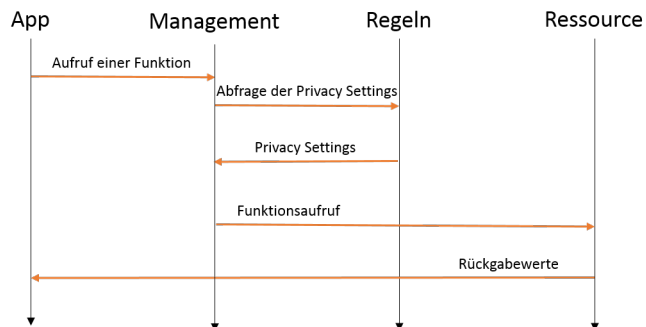 App
Management
Regeln
Ressource
Aufruf einer Funktion
Abfrage der Privacy Settings
Privacy Settings
Funktionsaufruf
Rückgabewerte